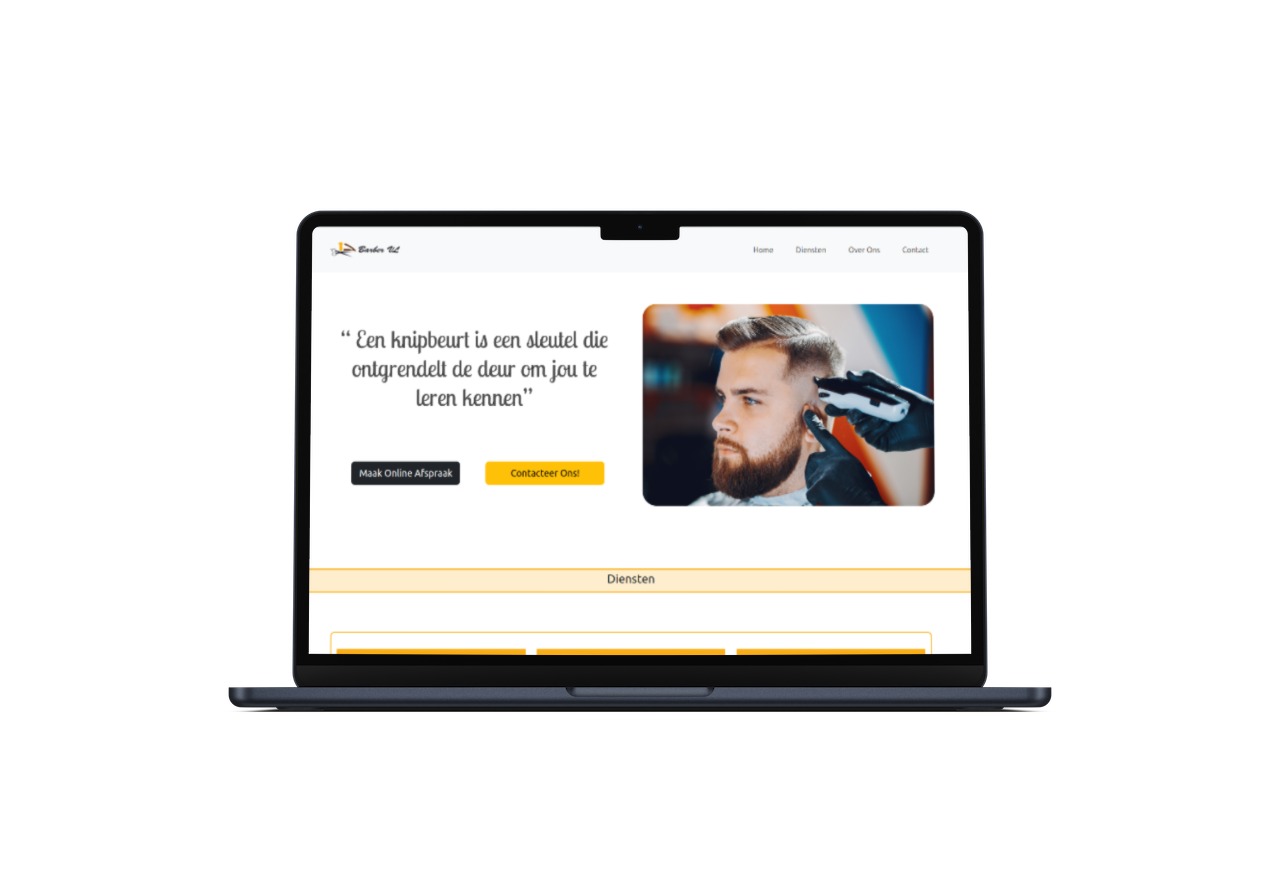 Barber VL
Home Diensten Over Ons Contact
“ Een knipbeurt is een sleutel die
ontgrendelt de deur om jou te
leren kennen”
Maak Online Afspraak Contacteer Ons!
Diensten